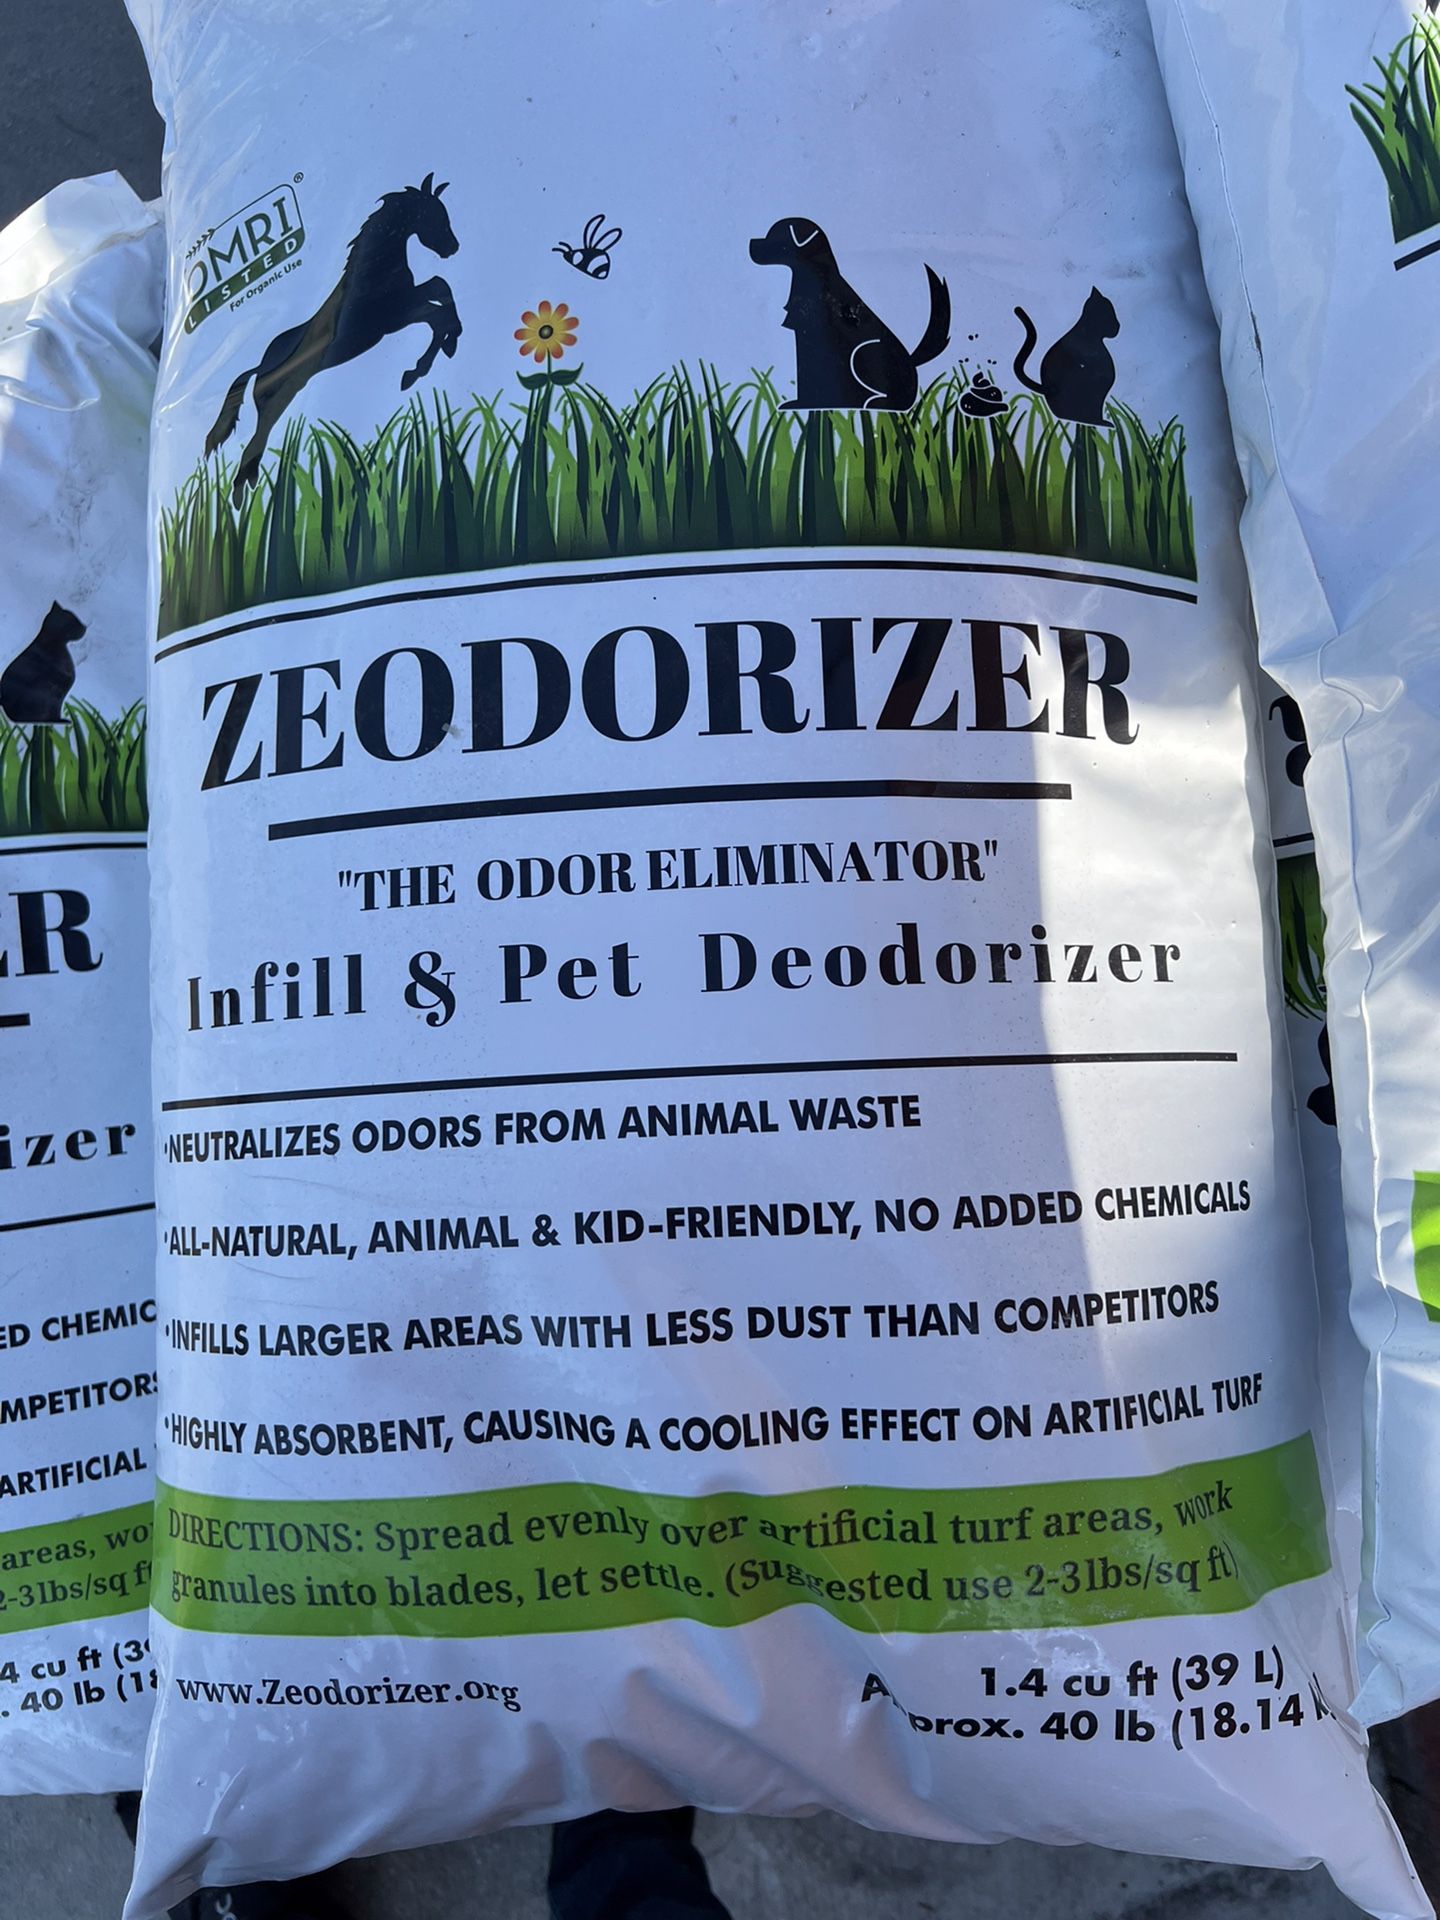 OMRI
LISTED
For Organic Use
ZEODORIZER
"THE ODOR ELIMINATOR"
Infill & Pet Deodorizer
•NEUTRALIZES ODORS FROM ANIMAL WASTE
•ALL-NATURAL, ANIMAL & KID-FRIENDLY, NO ADDED CHEMICALS
•INFILLS LARGER AREAS WITH LESS DUST THAN COMPETITORS
•HIGHLY ABSORBENT, CAUSING A COOLING EFFECT ON ARTIFICIAL TURF
DIRECTIONS: Spread evenly over artificial turf areas, work
granules into blades, let settle. (Suggested use 2-3lbs/sq ft)
www.Zeodorizer.org
1.4 cu ft (39 L)
Approx. 40 lb (18.14
ER
izer
ED CHEMIC
MPETITORS
ARTIFICIAL
areas, wo
2-3lbs/sq ft
4 cu ft (39
. 40 lb (18